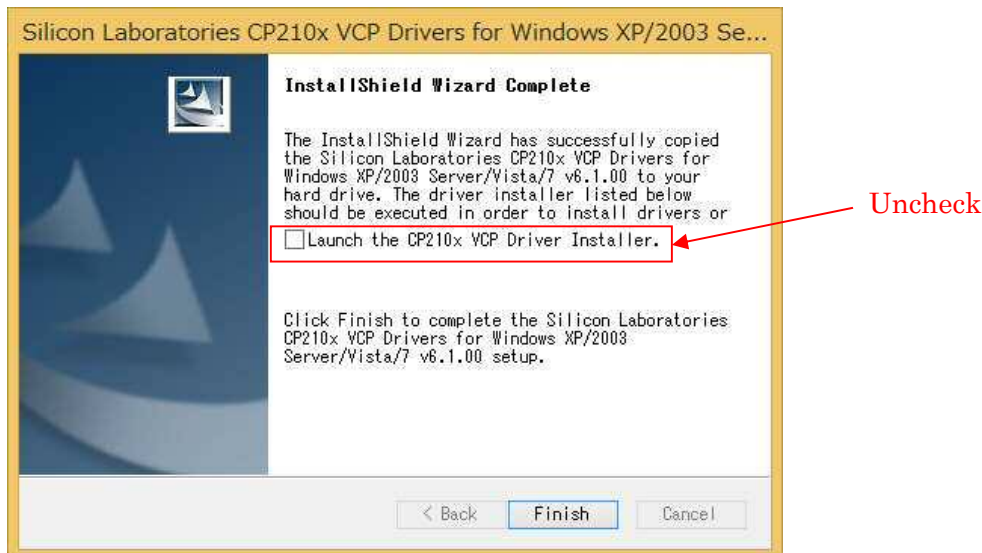 Silicon Laboratories CP210x VCP Drivers for Windows XP/2003 Se...
InstallShield Wizard Complete
The InstallShield Wizard has successfully copied
the Silicon Laboratories CP210x VCP Drivers for
Windows XP/2003 Server/Vista/7 v6.1.00 to your
hard drive. The driver installer listed below
should be executed in order to install drivers or
Uncheck
Launch the CP210x VCP Driver Installer.
Click Finish to complete the Silicon Laboratories
CP210x VCP Drivers for Windows XP/2003
Server/Vista/7 v6.1.00 setup.
< Back
Finish
Cancel